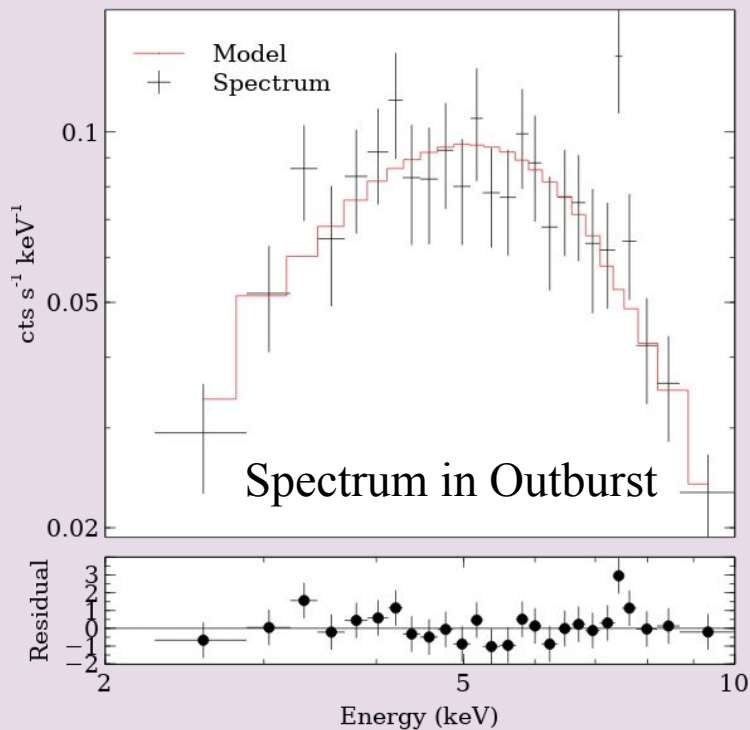 Model
Spectrum
0.1
0.05
0.02
cts s⁻¹ keV⁻¹
Spectrum in Outburst
Residual
3
2
1
0
−1
−2
2
5
10
Energy (keV)